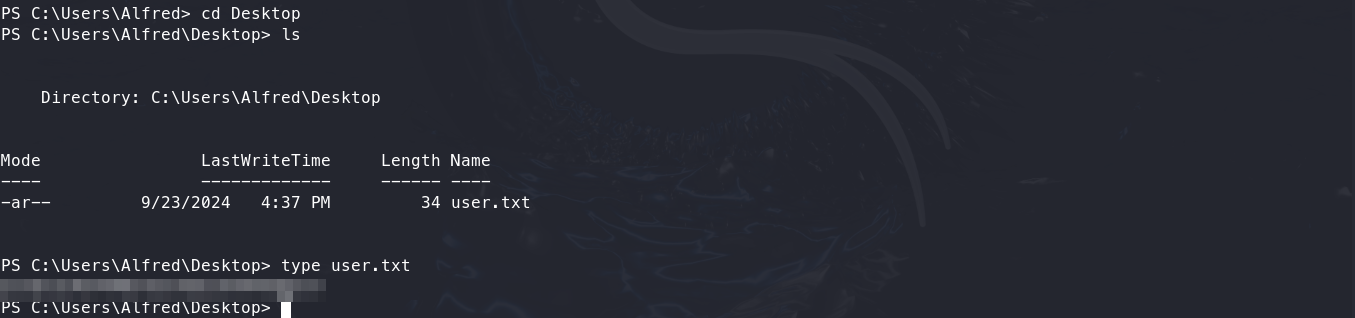 PS C:\Users\Alfred> cd Desktop
PS C:\Users\Alfred\Desktop> ls
Directory: C:\Users\Alfred\Desktop
Mode LastWriteTime Length Name
---- ------------- ------ ----
-ar-- 9/23/2024 4:37 PM 34 user.txt
PS C:\Users\Alfred\Desktop> type user.txt
PS C:\Users\Alfred\Desktop>